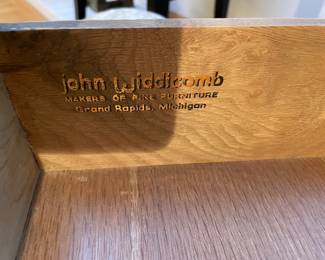 john widdicomb
MAKERS OF FINE FURNITURE
Grand Rapids, Michigan